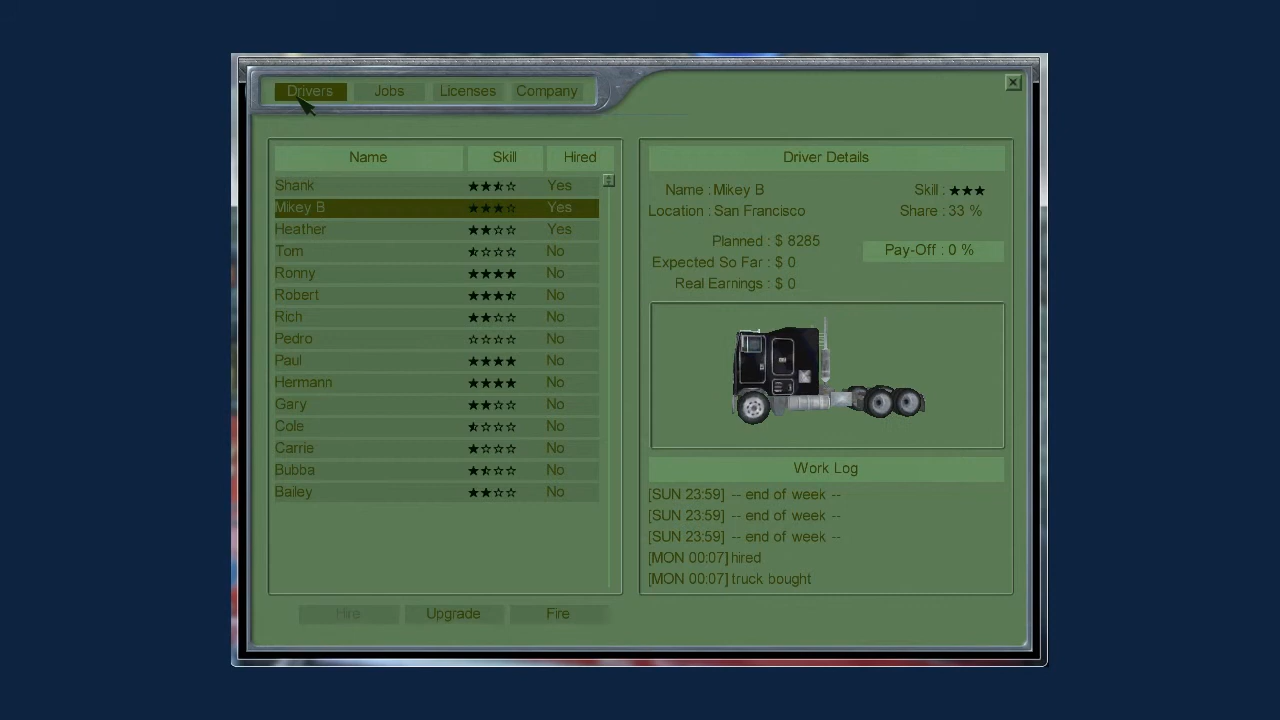 Drivers Jobs Licenses Company
Name Skill Hired
Shank ★★⯪☆ Yes
Mikey B ★★★☆ Yes
Heather ★★☆☆ Yes
Tom ⯪☆☆☆ No
Ronny ★★★★ No
Robert ★★★⯪ No
Rich ★★☆☆ No
Pedro ☆☆☆☆ No
Paul ★★★★ No
Hermann ★★★★ No
Gary ★★☆☆ No
Cole ⯪☆☆☆ No
Carrie ★☆☆☆ No
Bubba ★⯪☆☆ No
Bailey ★★☆☆ No
Hire Upgrade Fire
Driver Details
Name : Mikey B Skill : ★★★
Location : San Francisco Share : 33 %
Planned : $ 8285
Pay-Off : 0 %
Expected So Far : $ 0
Real Earnings : $ 0
Work Log
[SUN 23:59] -- end of week --
[SUN 23:59] -- end of week --
[SUN 23:59] -- end of week --
[MON 00:07] hired
[MON 00:07] truck bought